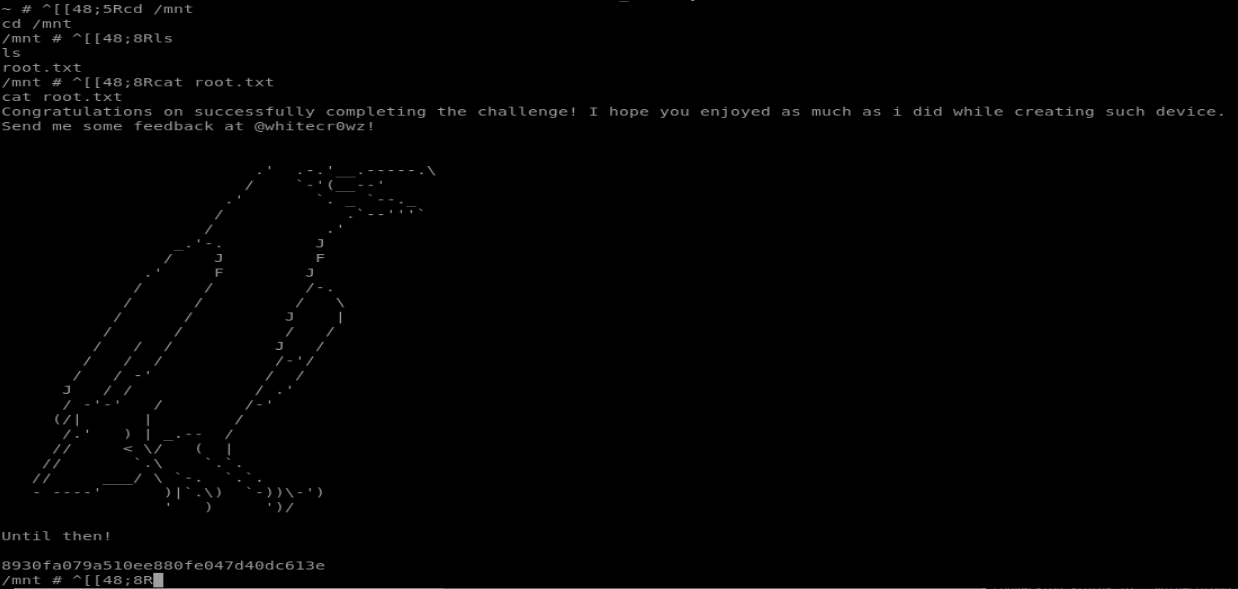 ~ # ^[[48;5Rcd /mnt
cd /mnt
/mnt # ^[[48;8Rls
ls
root.txt
/mnt # ^[[48;8Rcat root.txt
cat root.txt
Congratulations on successfully completing the challenge! I hope you enjoyed as much as i did while creating such device.
Send me some feedback at @whitecr0wz!
Until then!
8930fa079a510ee880fe047d40dc613e
/mnt # ^[[48;8R